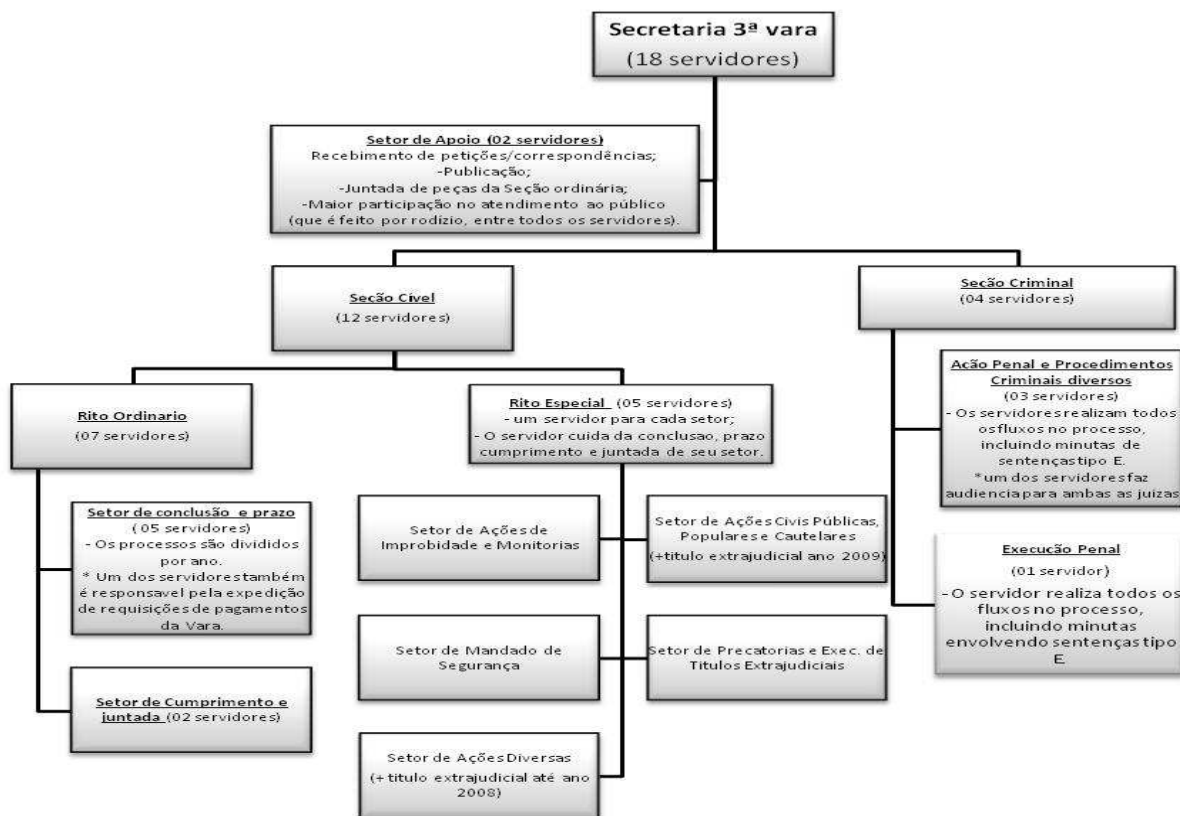 Secretaria 3ª vara
(18 servidores)
Setor de Apoio (02 servidores)
Recebimento de petições/correspondências;
-Publicação;
-Juntada de peças da Seção ordinária;
-Maior participação no atendimento ao público
(que é feito por rodízio, entre todos os servidores).
Secão Cível
(12 servidores)
Secão Criminal
(04 servidores)
Rito Ordinario
(07 servidores)
Rito Especial (05 servidores)
- um servidor para cada setor;
- O servidor cuida da conclusao, prazo
cumprimento e juntada de seu setor.
Acão Penal e Procedimentos
Criminais diversos
(03 servidores)
- Os servidores realizam todos
os fluxos no processo,
incluindo minutas de
sentenças tipo E.
*um dos servidores faz
audiencia para ambas as juizas
Setor de conclusão e prazo
( 05 servidores)
- Os processos são divididos
por ano.
* Um dos servidores também
é responsavel pela expedição
de requisições de pagamentos
da Vara.
Setor de Ações de
Improbidade e Monitorias
Setor de Ações Civis Públicas,
Populares e Cautelares
(+titulo extrajudicial ano 2009)
Execucão Penal
(01 servidor)
- O servidor realiza todos os
fluxos no processo,
incluindo minutas
envolvendo sentenças tipo
E.
Setor de Mandado de
Segurança
Setor de Precatorias e Exec. de
Titulos Extrajudiciais
Setor de Cumprimento e
juntada (02 servidores)
Setor de Ações Diversas
(+ titulo extrajudicial até ano
2008)